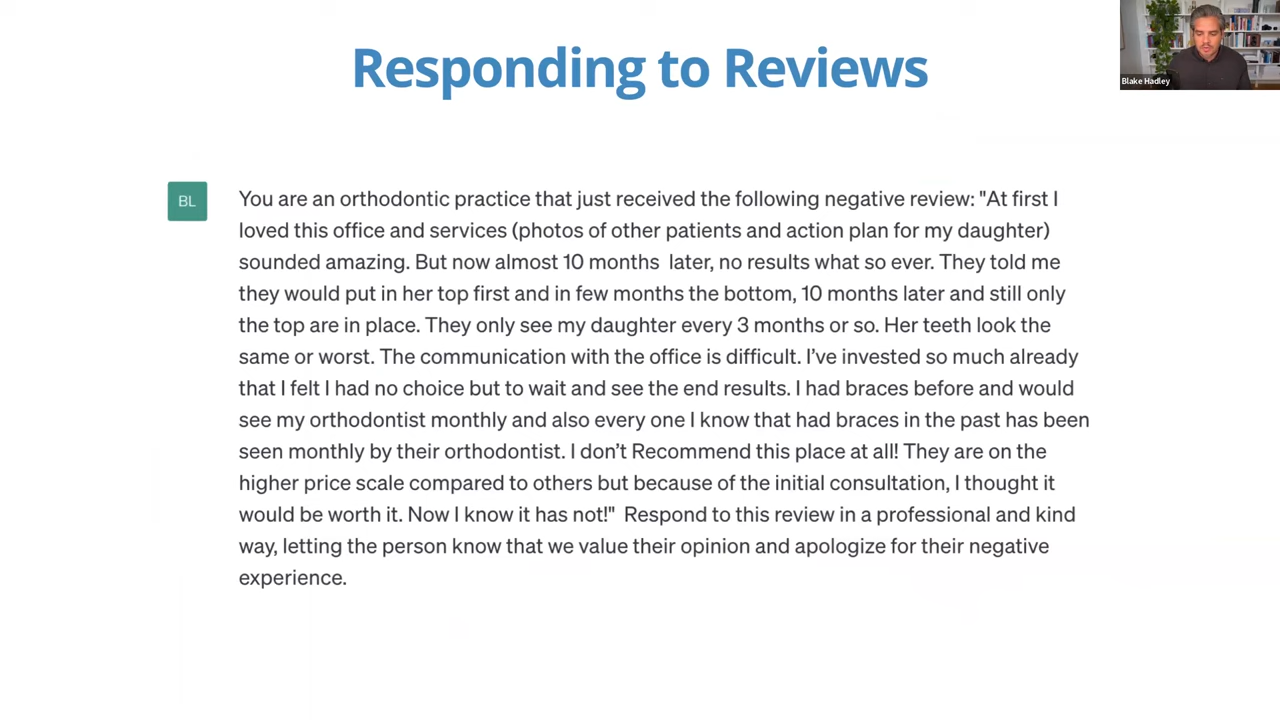 Responding to Reviews
Blake Hadley
BL
You are an orthodontic practice that just received the following negative review: "At first I
loved this office and services (photos of other patients and action plan for my daughter)
sounded amazing. But now almost 10 months  later, no results what so ever. They told me
they would put in her top first and in few months the bottom, 10 months later and still only
the top are in place. They only see my daughter every 3 months or so. Her teeth look the
same or worst. The communication with the office is difficult. I've invested so much already
that I felt I had no choice but to wait and see the end results. I had braces before and would
see my orthodontist monthly and also every one I know that had braces in the past has been
seen monthly by their orthodontist. I don't Recommend this place at all! They are on the
higher price scale compared to others but because of the initial consultation, I thought it
would be worth it. Now I know it has not!"  Respond to this review in a professional and kind
way, letting the person know that we value their opinion and apologize for their negative
experience.